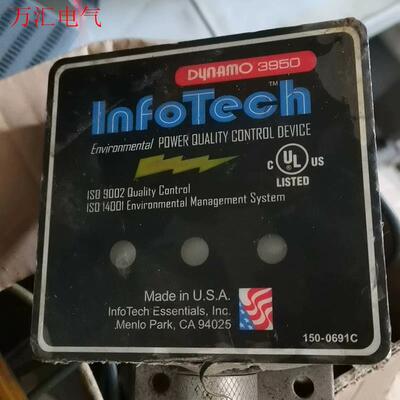 万汇电气
DYNAMO 3950
InfoTech™
Environmental POWER QUALITY CONTROL DEVICE
ISO 9002 Quality Control
ISO 14001 Environmental Management System
C UL US
LISTED
Made in U.S.A.
InfoTech Essentials, Inc.
Menlo Park, CA 94025
150-0691C